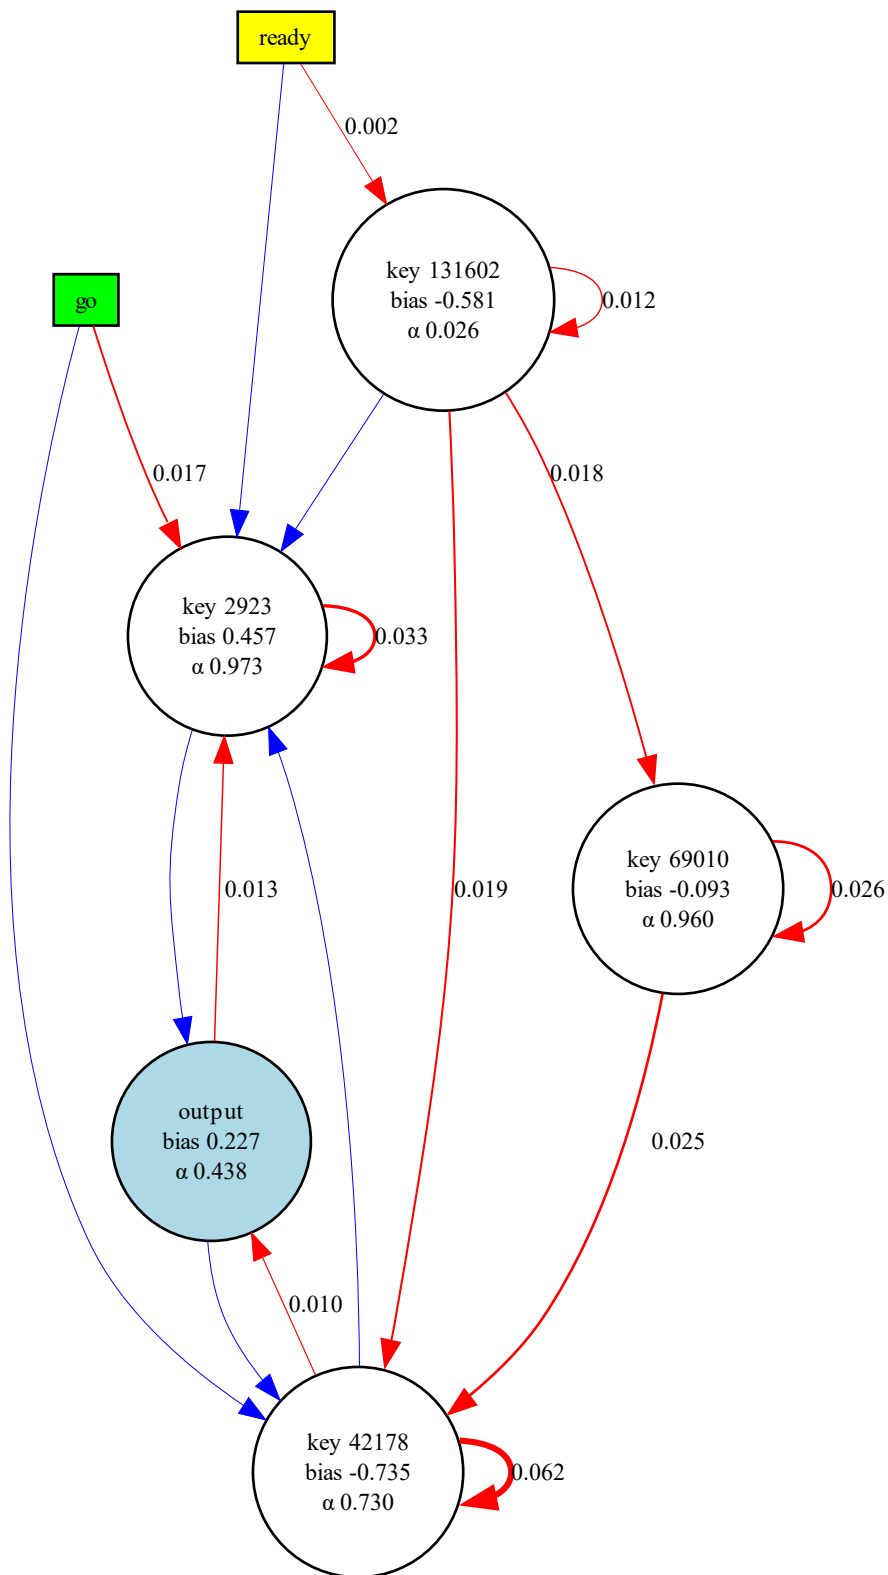 ready
0.002
key 131602
bias -0.581
α 0.026
0.012
go
0.017
0.018
key 2923
bias 0.457
α 0.973
0.033
key 69010
bias -0.093
α 0.960
0.026
0.013
0.019
output
bias 0.227
α 0.438
0.025
0.010
key 42178
bias -0.735
α 0.730
0.062